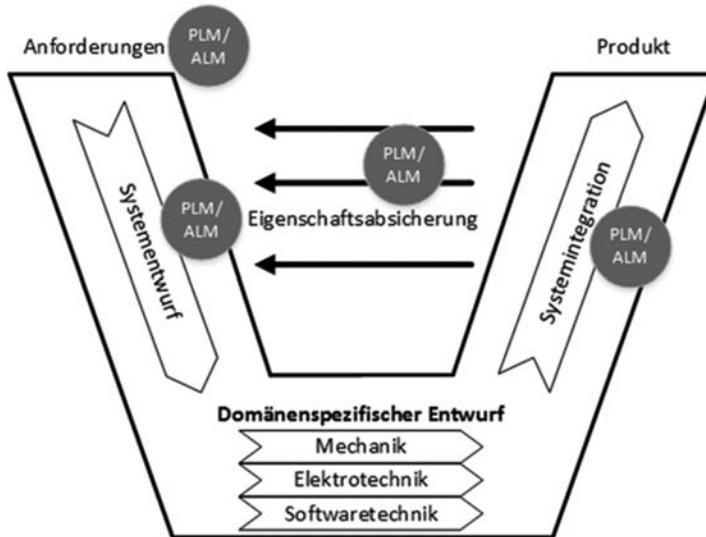 Anforderungen
PLM/
ALM
Produkt
PLM/
ALM
Systementwurf
PLM/
ALM
Eigenschaftsabsicherung
Systemintegration
PLM/
ALM
Domänenspezifischer Entwurf
Mechanik
Elektrotechnik
Softwaretechnik